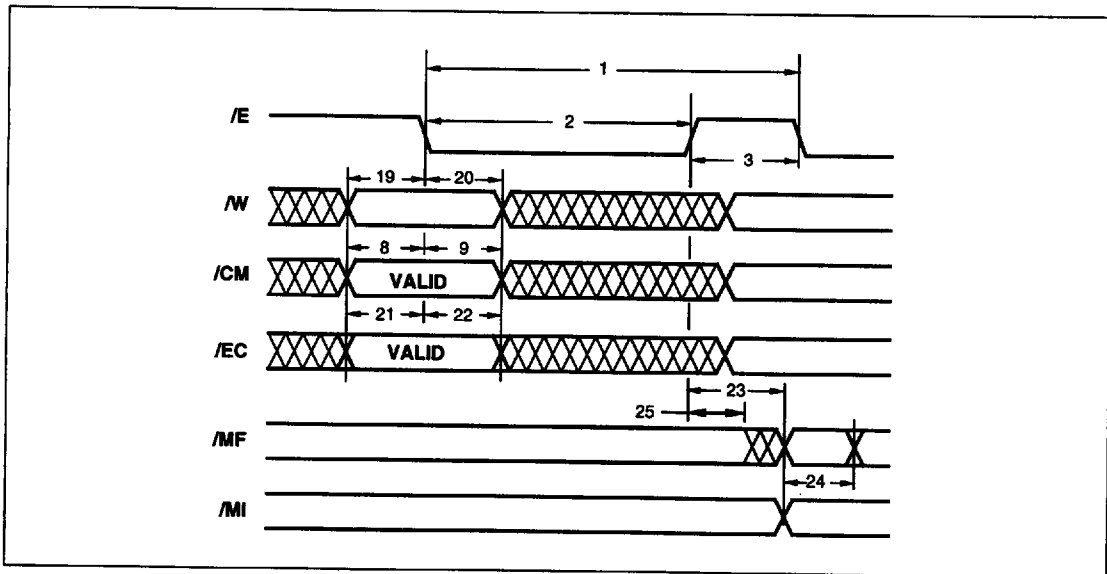 1
/E
2
3
19 20
/W
8 9
/CM
VALID
21 22
/EC
VALID
23
25
/MF
24
/MI